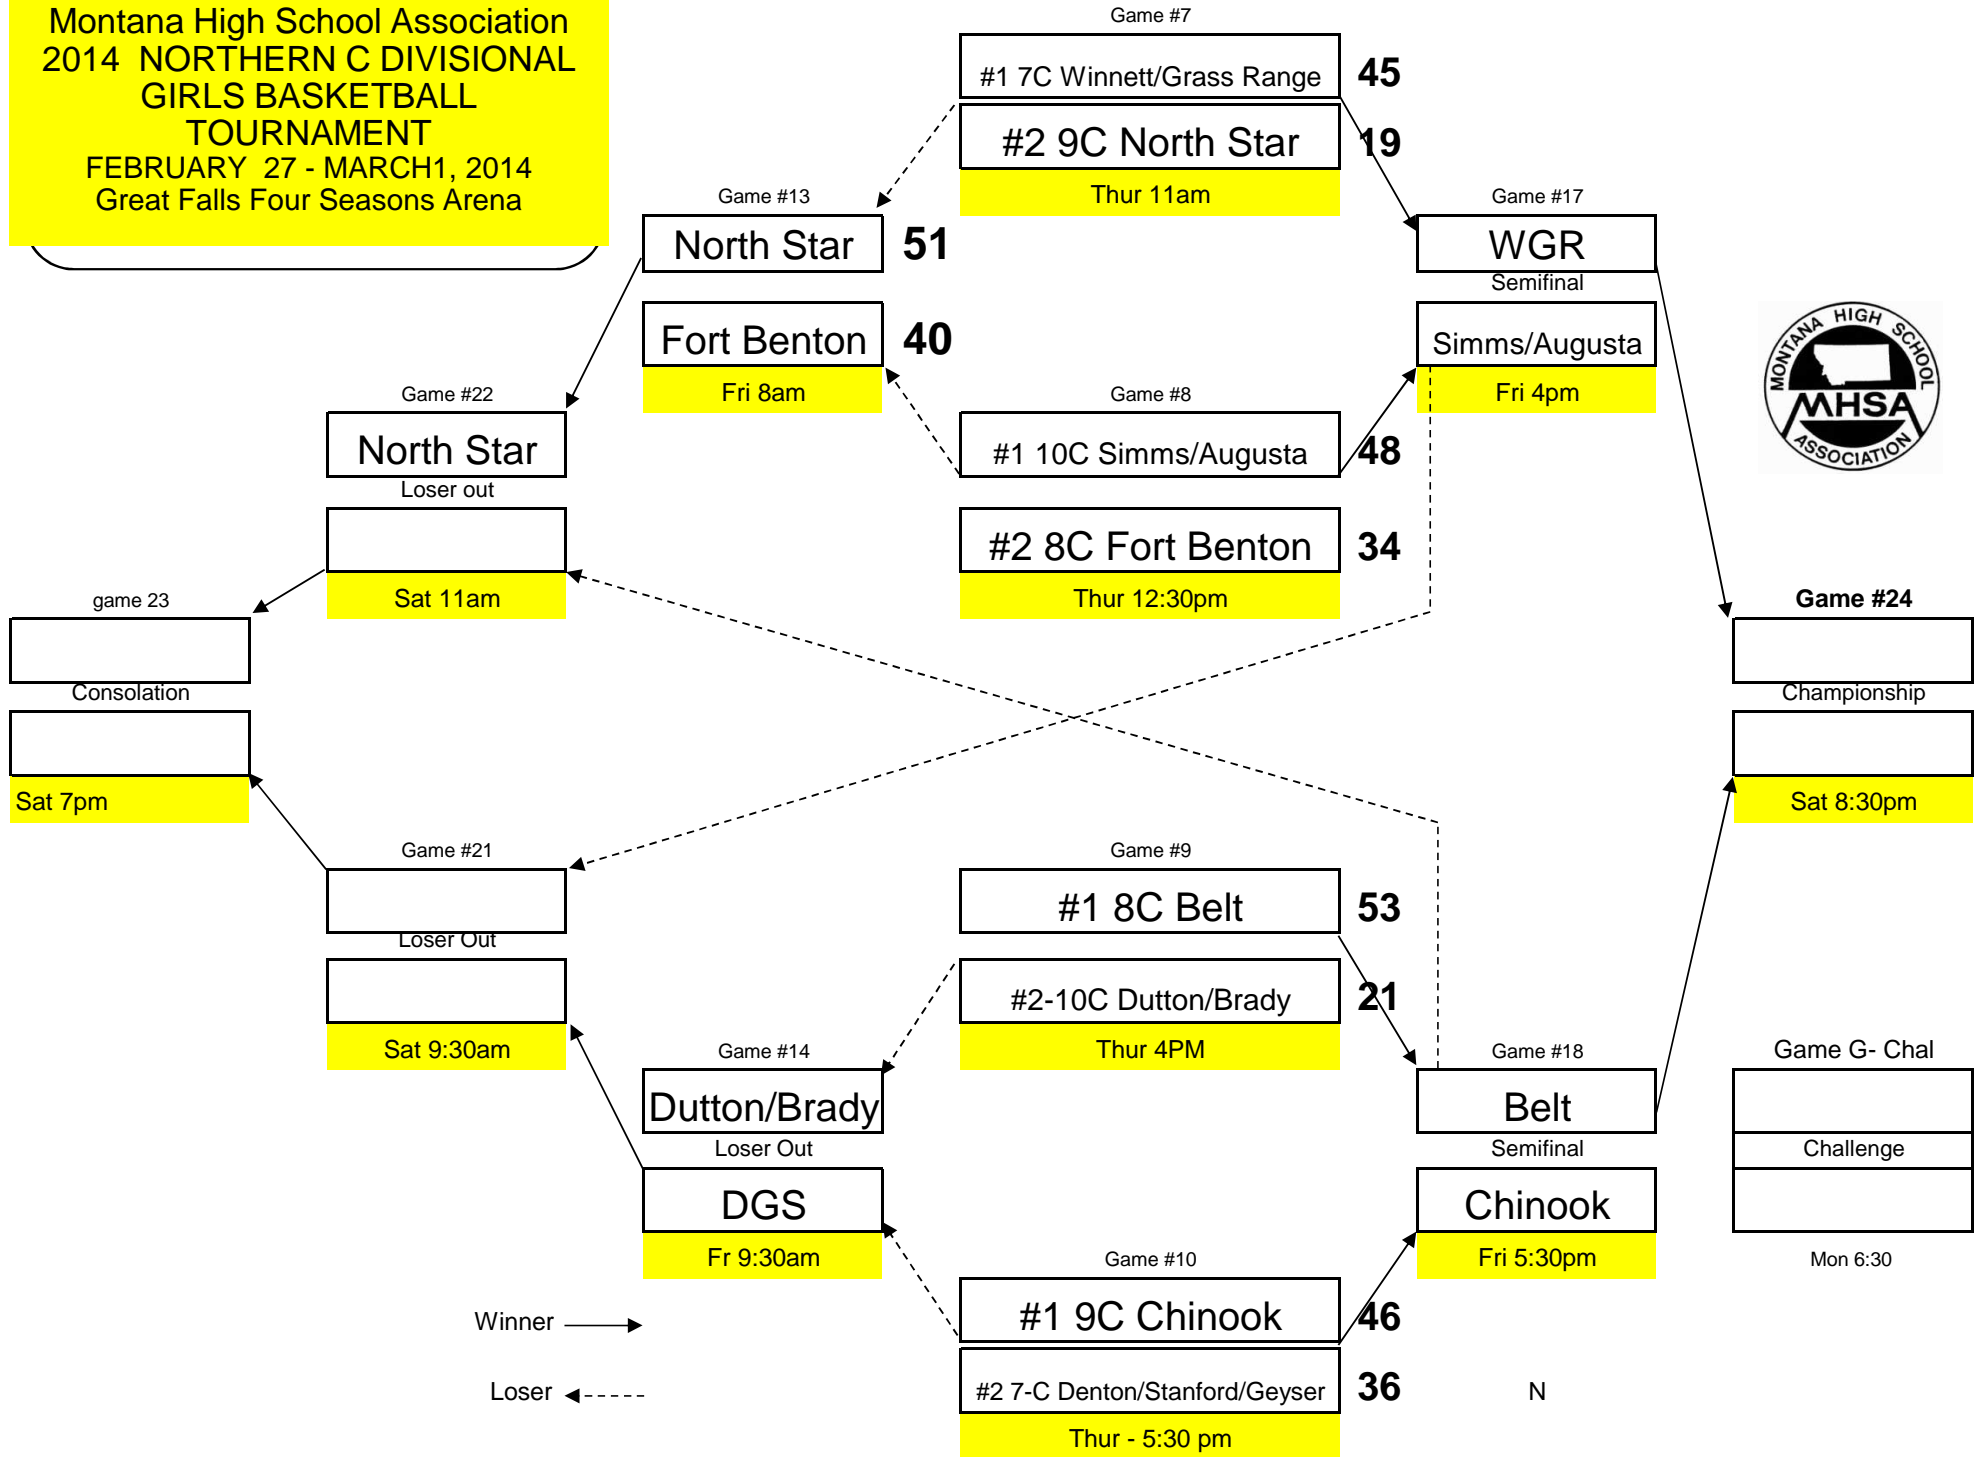 Montana High School Association
2014 NORTHERN C DIVISIONAL
GIRLS BASKETBALL
TOURNAMENT
FEBRUARY 27 - MARCH1, 2014
Great Falls Four Seasons Arena
Game #7
#1 7C Winnett/Grass Range 45
#2 9C North Star 19
Thur 11am
Game #13
North Star 51
Fort Benton 40
Fri 8am
Game #17
WGR
Semifinal
Simms/Augusta
Fri 4pm
MONTANA HIGH SCHOOL
MHSA
ASSOCIATION
Game #22
North Star
Loser out
Sat 11am
Game #8
#1 10C Simms/Augusta 48
#2 8C Fort Benton 34
Thur 12:30pm
game 23
Consolation
Sat 7pm
Game #24
Championship
Sat 8:30pm
Game #21
Loser Out
Sat 9:30am
Game #9
#1 8C Belt 53
#2-10C Dutton/Brady 21
Thur 4PM
Game #14
Dutton/Brady
Loser Out
DGS
Fr 9:30am
Game #18
Belt
Semifinal
Chinook
Fri 5:30pm
Game G- Chal
Challenge
Mon 6:30
Game #10
#1 9C Chinook 46
#2 7-C Denton/Stanford/Geyser 36
Thur - 5:30 pm
Winner
Loser
N